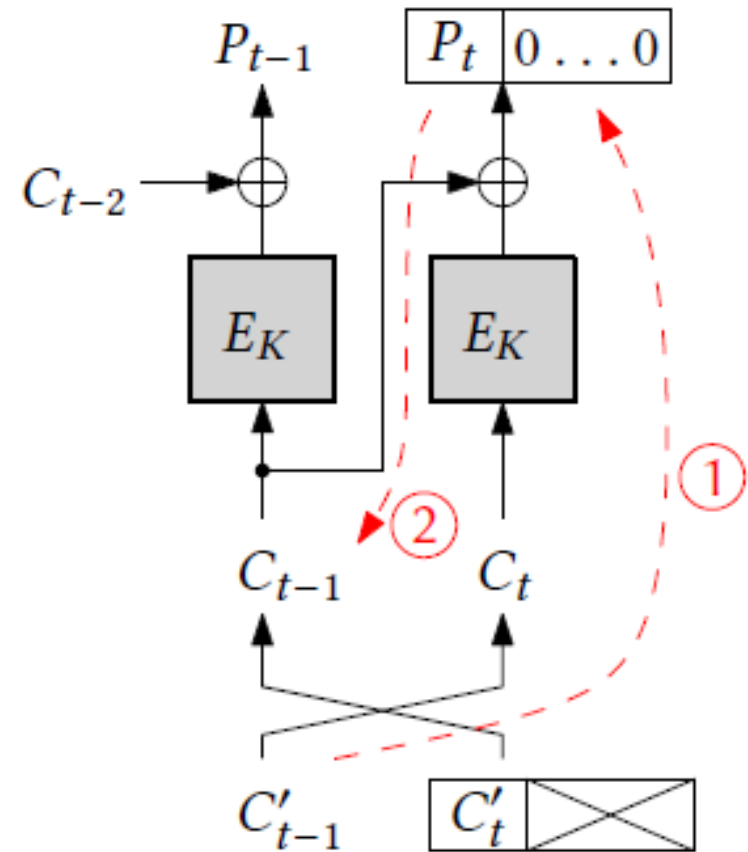 P_{t−1} P_t 0 . . . 0
C_{t−2}
E_K E_K
①
②
C_{t−1} C_t
C′_{t−1} C′_t